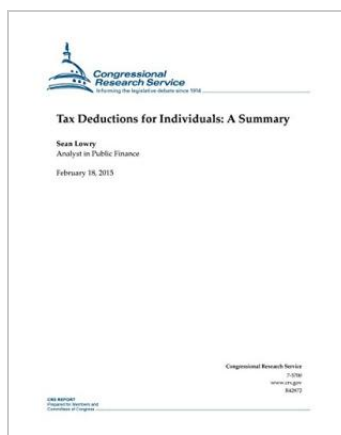 Congressional
Research Service
Informing the legislative debate since 1914
Tax Deductions for Individuals: A Summary
Sean Lowry
Analyst in Public Finance
February 18, 2015
Congressional Research Service
7-5700
www.crs.gov
R42872
CRS REPORT
Prepared for Members and
Committees of Congress